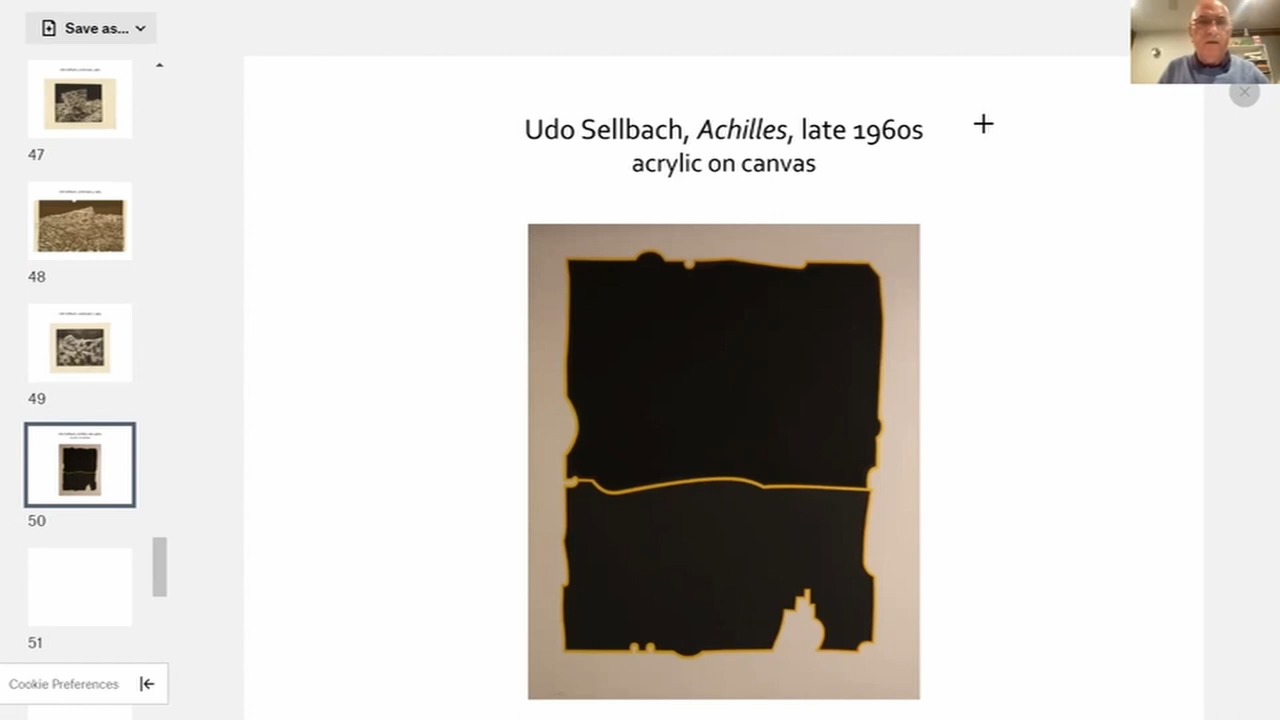 Save as...
47
48
49
50
51
Cookie Preferences
Udo Sellbach, Achilles, late 1960s
acrylic on canvas